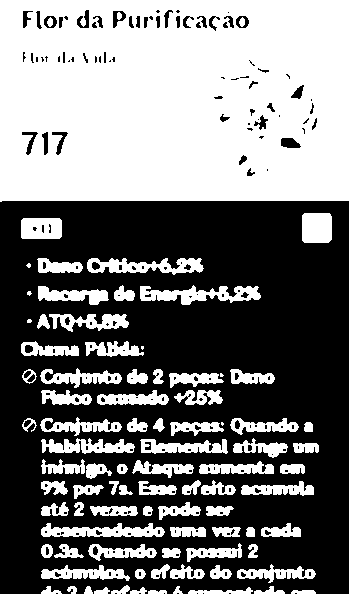 Flor da Purificação
Flor da Vida
717
• Dano Crítico+6,2%
• Recarga de Energia+5,2%
• ATQ+5,8%
Chama Pálida:
Conjunto de 2 peças: Dano
Físico causado +25%
Conjunto de 4 peças: Quando a
Habilidade Elemental atinge um
inimigo, o Ataque aumenta em
9% por 7s. Esse efeito acumula
até 2 vezes e pode ser
desencadeado uma vez a cada
0.3s. Quando se possui 2
acúmulos, o efeito do conjunto
de 2 Artefatos é aumentado em